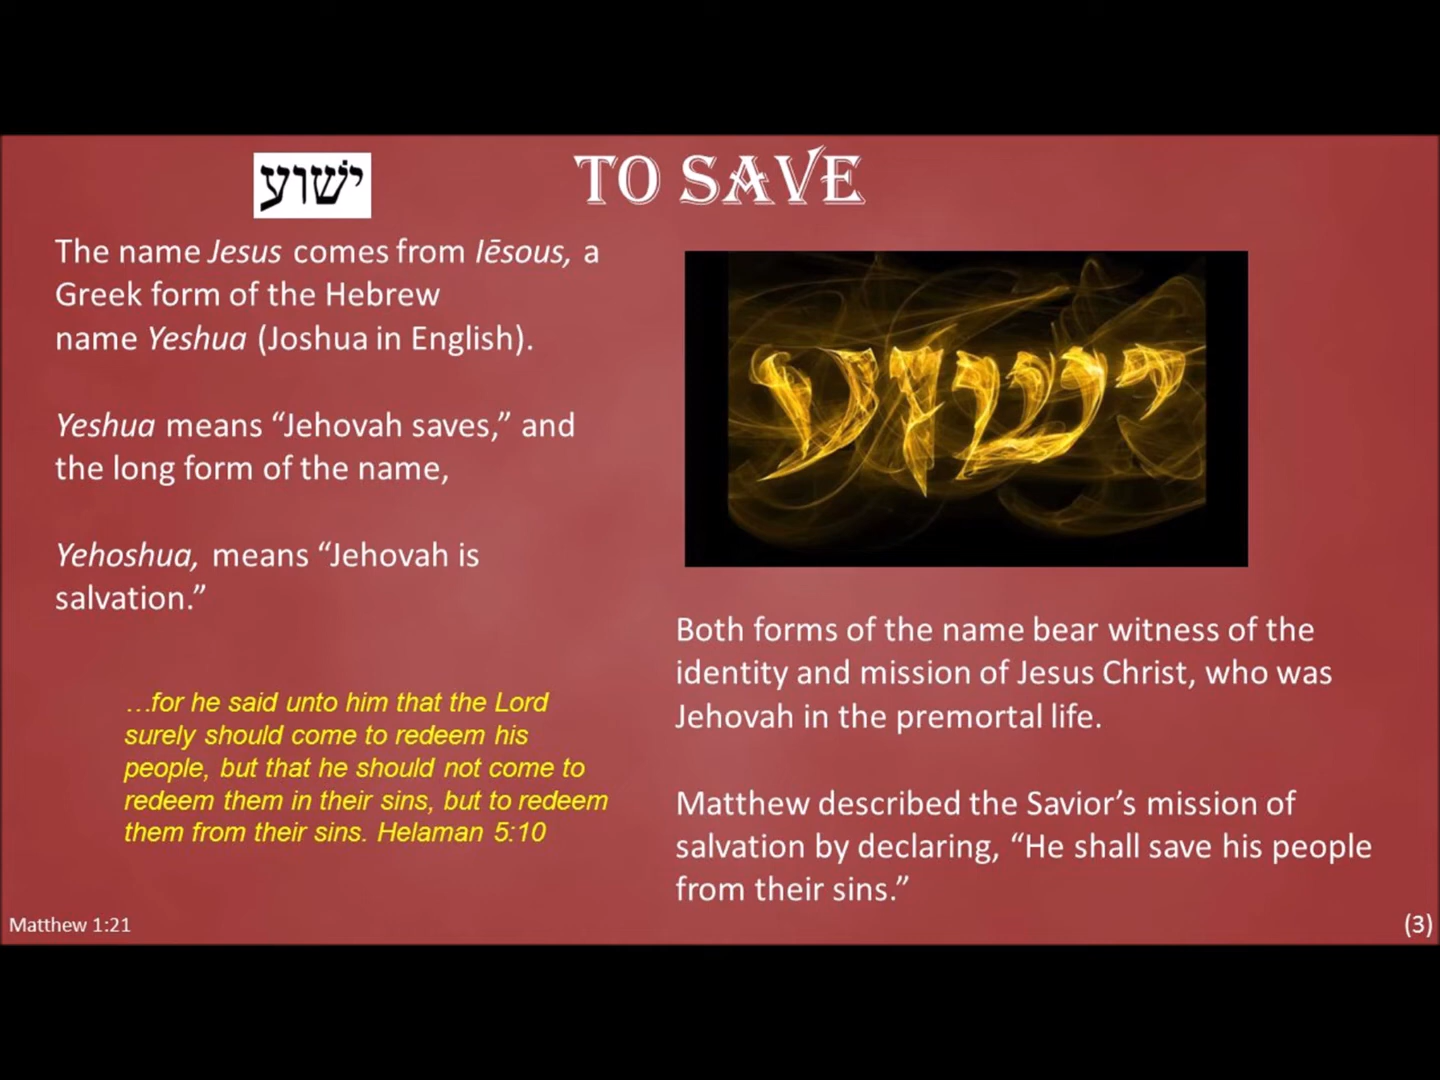 TO SAVE
ישׁוע
The name Jesus comes from Iēsous, a
Greek form of the Hebrew
name Yeshua (Joshua in English).
Yeshua means “Jehovah saves,” and
the long form of the name,
Yehoshua, means “Jehovah is
salvation.”
…for he said unto him that the Lord
surely should come to redeem his
people, but that he should not come to
redeem them in their sins, but to redeem
them from their sins. Helaman 5:10
Matthew 1:21
ישוע
Both forms of the name bear witness of the
identity and mission of Jesus Christ, who was
Jehovah in the premortal life.
Matthew described the Savior’s mission of
salvation by declaring, “He shall save his people
from their sins.”
(3)